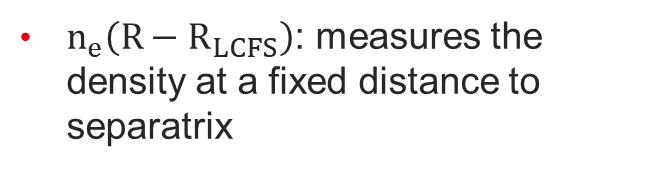 • nₑ(R − R_LCFS): measures the
density at a fixed distance to
separatrix